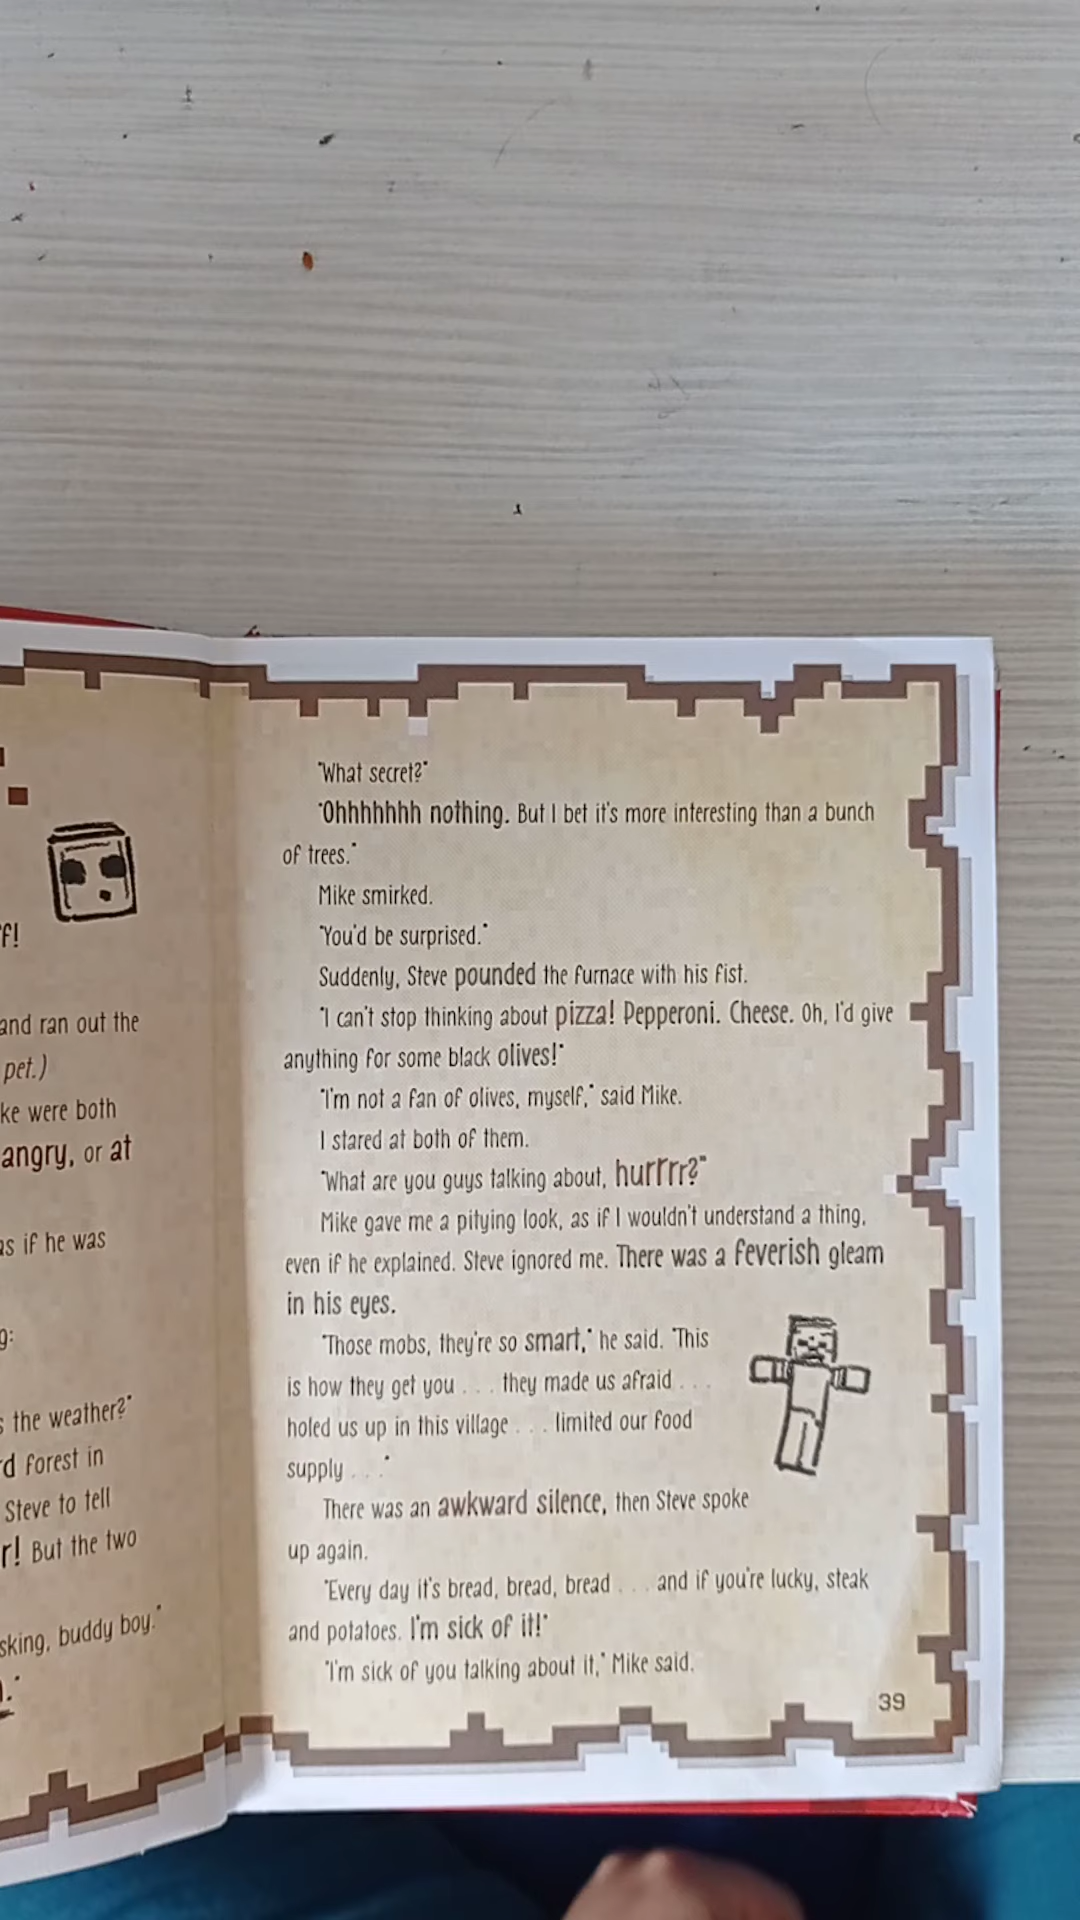 F!
and ran out the
pet.)
ke were both
angry, or at
as if he was
g:
s the weather?"
d forest in
Steve to tell
r! But the two
sking, buddy boy."
"What secret?"
"Ohhhhhhh nothing. But I bet it's more interesting than a bunch
of trees."
Mike smirked.
"You'd be surprised."
Suddenly, Steve pounded the furnace with his fist.
"I can't stop thinking about pizza! Pepperoni. Cheese. Oh, I'd give
anything for some black olives!"
"I'm not a fan of olives, myself," said Mike.
I stared at both of them.
"What are you guys talking about, hurrrr?"
Mike gave me a pitying look, as if I wouldn't understand a thing,
even if he explained. Steve ignored me. There was a feverish gleam
in his eyes.
"Those mobs, they're so smart," he said. "This
is how they get you . . . they made us afraid . . .
holed us up in this village . . . limited our food
supply . . ."
There was an awkward silence, then Steve spoke
up again.
"Every day it's bread, bread, bread . . . and if you're lucky, steak
and potatoes. I'm sick of it!"
"I'm sick of you talking about it," Mike said.
39